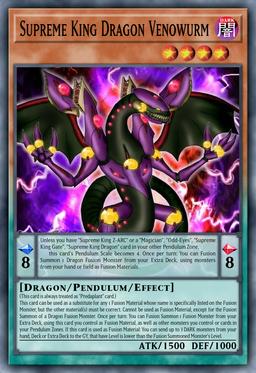 SUPREME KING DRAGON VENOWURM
DARK
闇
Unless you have "Supreme King Z-ARC" or a "Magician", "Odd-Eyes", "Supreme
King Gate", "Supreme King Dragon" card in your other Pendulum Zone,
this card's Pendulum Scale becomes 4. Once per turn: You can Fusion
Summon 1 Dragon Fusion Monster from your Extra Deck, using monsters
from your hand or field as Fusion Materials.
8
8
[DRAGON/PENDULUM/EFFECT]
(This card is always treated as a "Predaplant" card.)
This card can be used as a substitute for any 1 Fusion Material whose name is specifically listed on the Fusion
Monster, but the other material(s) must be correct. Cannot be used as Fusion Material, except for the Fusion
Summon of a Dragon Fusion Monster. Once per turn: You can Fusion Summon 1 Fusion Monster from your
Extra Deck, using this card you control as Fusion Material, as well as other monsters you control or cards in
your Pendulum Zones. If this card is used as Fusion Material: You can send up to 3 DARK monsters from your
hand, Deck or Extra Deck to the GY, that have Level is lower than the Fusion Summoned Monster's Level.
ATK/1500 DEF/1000